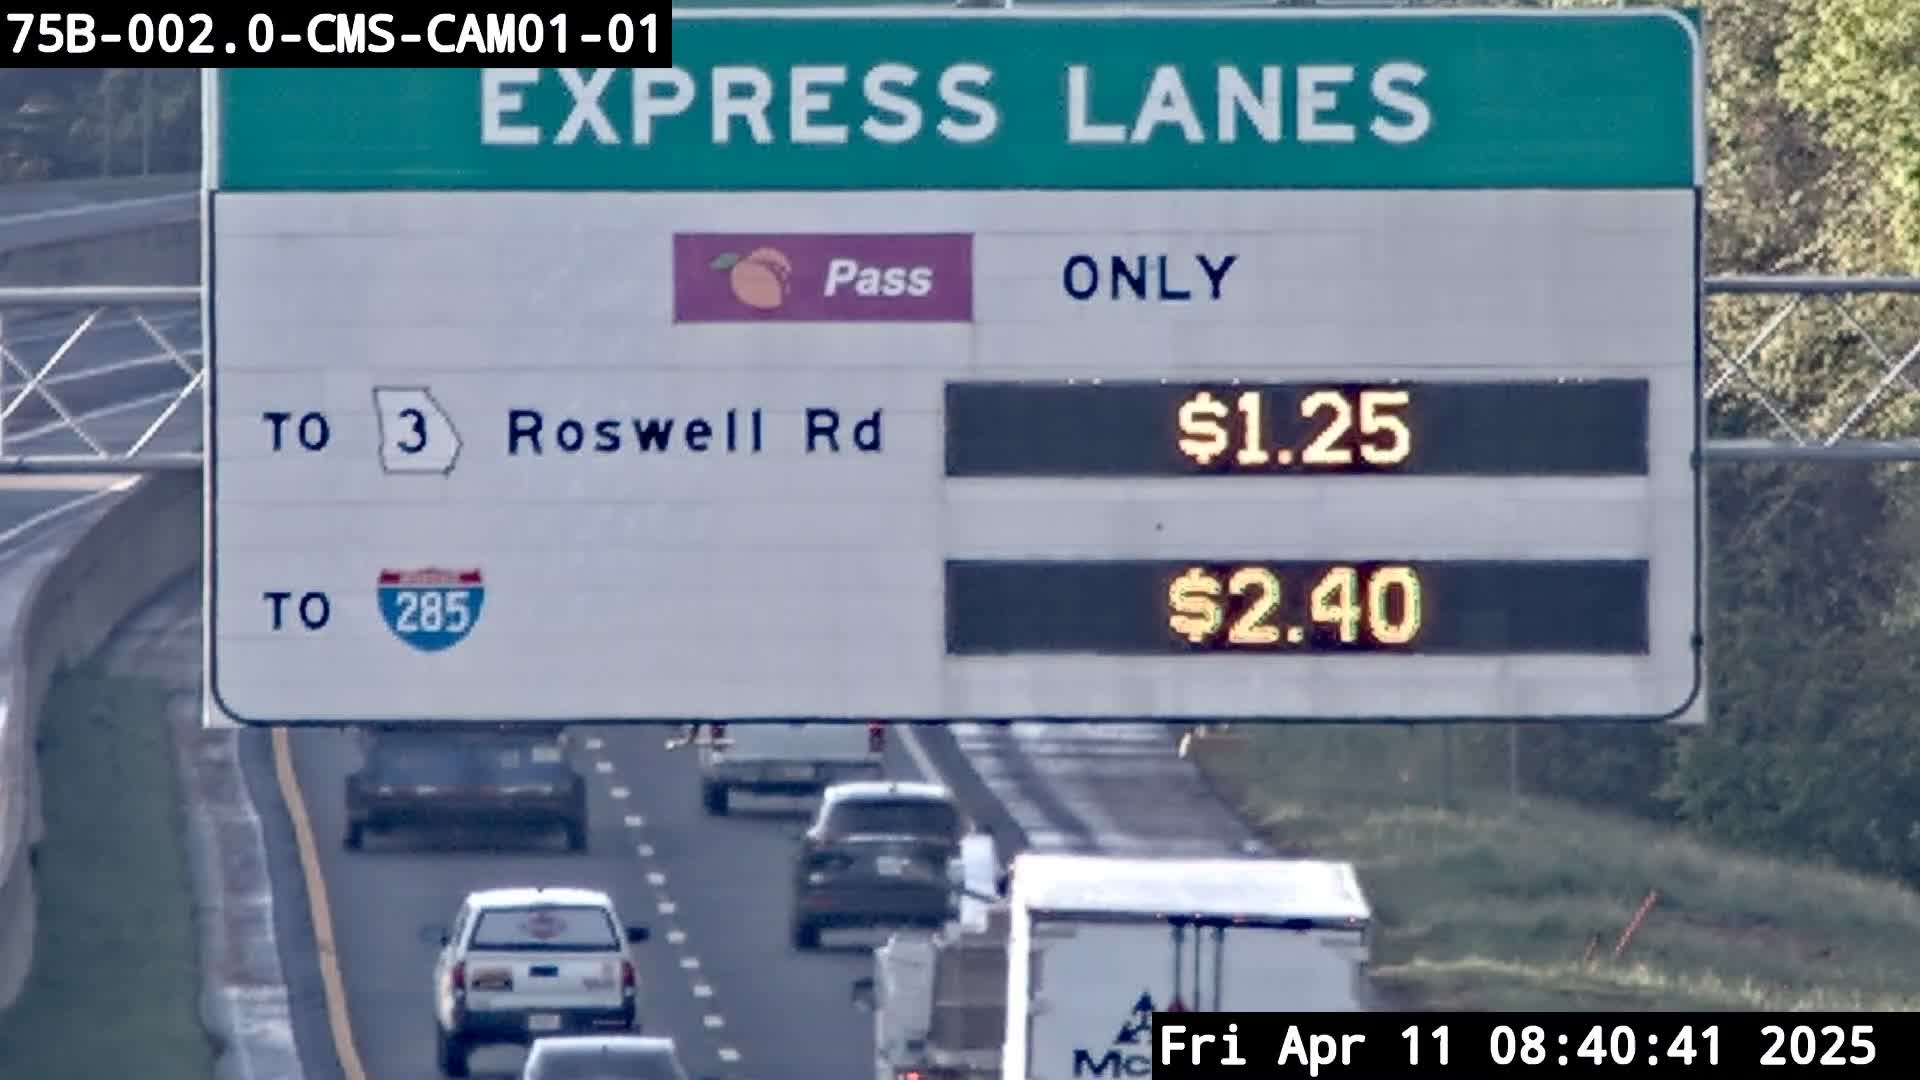 75B-002.0-CMS-CAM01-01
EXPRESS LANES
Pass ONLY
TO 3 Roswell Rd $1.25
TO 285 $2.40
Fri Apr 11 08:40:41 2025